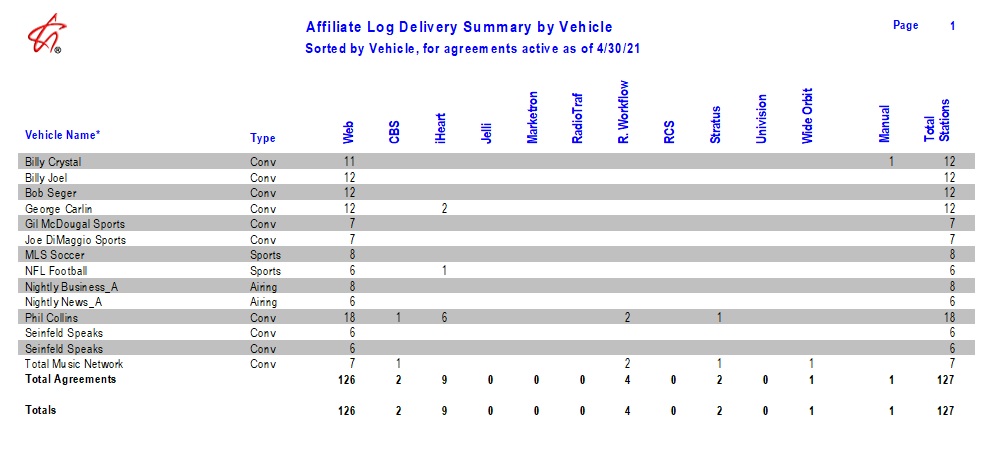 Affiliate Log Delivery Summary by Vehicle Page 1
Sorted by Vehicle, for agreements active as of 4/30/21
Vehicle Name* Type Web CBS iHeart Jelli Marketron RadioTraf R. Workflow RCS Stratus Univision Wide Orbit Manual Total Stations
Billy Crystal Conv 11 1 12
Billy Joel Conv 12 12
Bob Seger Conv 12 12
George Carlin Conv 12 2 12
Gil McDougal Sports Conv 7 7
Joe DiMaggio Sports Conv 7 7
MLS Soccer Sports 8 8
NFL Football Sports 6 1 6
Nightly Business_A Airing 8 8
Nightly News_A Airing 6 6
Phil Collins Conv 18 1 6 2 1 18
Seinfeld Speaks Conv 6 6
Seinfeld Speaks Conv 6 6
Total Music Network Conv 7 1 2 1 1 7
Total Agreements 126 2 9 0 0 0 4 0 2 0 1 1 127
Totals 126 2 9 0 0 0 4 0 2 0 1 1 127